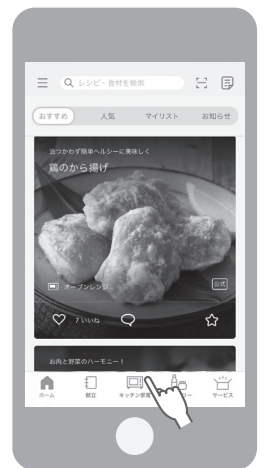 レシピ・食材を検索
おすすめ 人気 マイリスト お知らせ
油つかわず簡単ヘルシーに美味しく
鶏のから揚げ
オーブンレンジ
公式
7 いいね
お肉と野菜のハーモニー！
ホーム 献立 キッチン家電 リー サービス